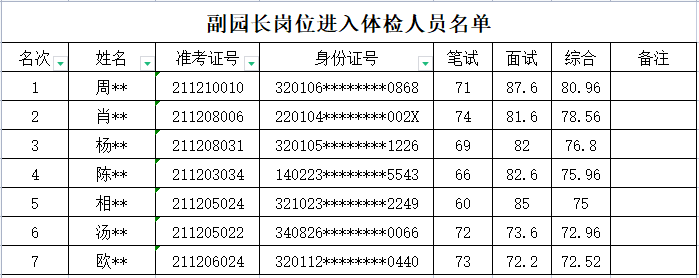 副园长岗位进入体检人员名单
名次 姓名 准考证号 身份证号 笔试 面试 综合 备注
1 周** 211210010 320106********0868 71 87.6 80.96
2 肖** 211208006 220104********002X 74 81.6 78.56
3 杨** 211208031 320105********1226 69 82 76.8
4 陈** 211203034 140223********5543 66 82.6 75.96
5 相** 211205024 321023********2249 60 85 75
6 汤** 211205022 340826********0066 72 73.6 72.96
7 欧** 211206024 320112********0440 73 72.2 72.52